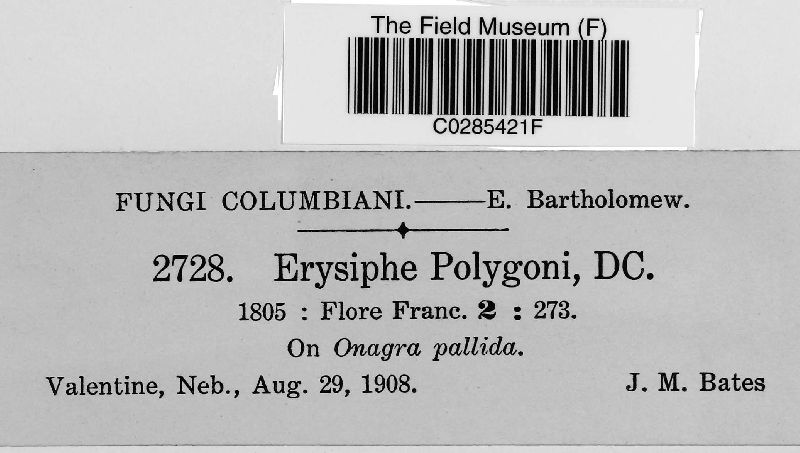 The Field Museum (F)
C0285421F
FUNGI COLUMBIANI.——E. Bartholomew.
2728. Erysiphe Polygoni, DC.
1805 : Flore Franc. 2 : 273.
On Onagra pallida.
Valentine, Neb., Aug. 29, 1908. J. M. Bates